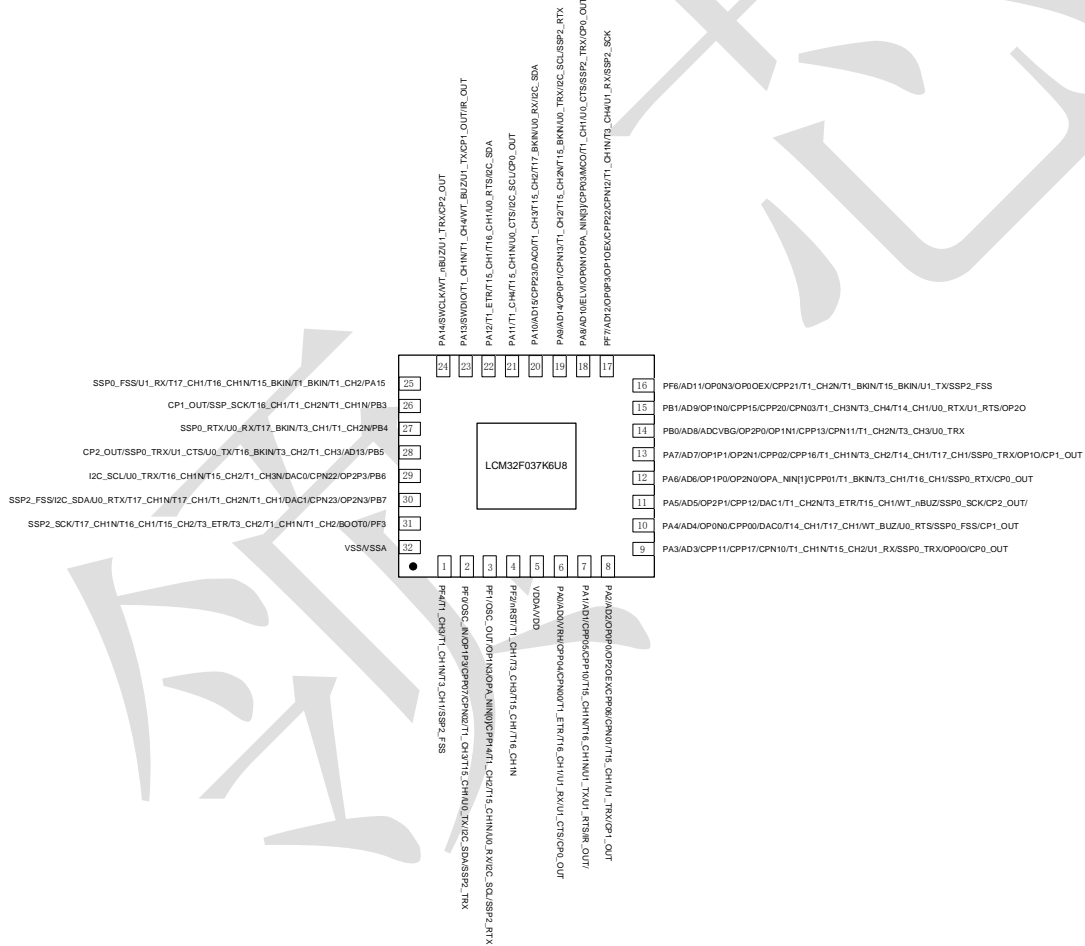 PA14/SWCLK/WT_nBUZ/U1_TRX/CP2_OUT
PA13/SWDIO/T1_CH1N/T1_CH4/WT_BUZ/U1_TX/CP1_OUT/IR_OUT
PA12/T1_ETR/T15_CH1/T16_CH1/U0_RTS/I2C_SDA
PA11/T1_CH4/T15_CH1N/U0_CTS/I2C_SCL/CP0_OUT
PA10/AD15/CPP23/DAC0/T1_CH3/T15_CH2/T17_BKIN/U0_RX/I2C_SDA
PA9/AD14/OP0P1/CPN13/T1_CH2/T15_CH2N/T15_BKIN/U0_TRX/I2C_SCL/SSP2_RTX
PA8/AD10/ELVI/OP0N1/OPA_NIN[3]/CPP03/MCO/T1_CH1/U0_CTS/SSP2_TRX/CP0_OUT
PF7/AD12/OP0P3/OP1OEX/CPP22/CPN12/T1_CH1N/T3_CH4/U1_RX/SSP2_SCK
24 23 22 21 20 19 18 17
SSP0_FSS/U1_RX/T17_CH1/T16_CH1N/T15_BKIN/T1_BKIN/T1_CH2/PA15 25
CP1_OUT/SSP_SCK/T16_CH1/T1_CH2N/T1_CH1N/PB3 26
SSP0_RTX/U0_RX/T17_BKIN/T3_CH1/T1_CH2N/PB4 27
CP2_OUT/SSP0_TRX/U1_CTS/U0_TX/T16_BKIN/T3_CH2/T1_CH3/AD13/PB5 28
I2C_SCL/U0_TRX/T16_CH1N/T15_CH2/T1_CH3N/DAC0/CPN22/OP2P3/PB6 29
SSP2_FSS/I2C_SDA/U0_RTX/T17_CH1N/T17_CH1/T1_CH2N/T1_CH1/DAC1/CPN23/OP2N3/PB7 30
SSP2_SCK/T17_CH1N/T16_CH1/T15_CH2/T3_ETR/T3_CH2/T1_CH1N/T1_CH2/BOOT0/PF3 31
VSS/VSSA 32
LCM32F037K6U8
16 PF6/AD11/OP0N3/OP0OEX/CPP21/T1_CH2N/T1_BKIN/T15_BKIN/U1_TX/SSP2_FSS
15 PB1/AD9/OP1N0/CPP15/CPP20/CPN03/T1_CH3N/T3_CH4/T14_CH1/U0_RTX/U1_RTS/OP2O
14 PB0/AD8/ADCVBG/OP2P0/OP1N1/CPP13/CPN11/T1_CH2N/T3_CH3/U0_TRX
13 PA7/AD7/OP1P1/OP2N1/CPP02/CPP16/T1_CH1N/T3_CH2/T14_CH1/T17_CH1/SSP0_TRX/OP1O/CP1_OUT
12 PA6/AD6/OP1P0/OP2N0/OPA_NIN[1]/CPP01/T1_BKIN/T3_CH1/T16_CH1/SSP0_RTX/CP0_OUT
11 PA5/AD5/OP2P1/CPP12/DAC1/T1_CH2N/T3_ETR/T15_CH1/WT_nBUZ/SSP0_SCK/CP2_OUT/
10 PA4/AD4/OP0N0/CPP00/DAC0/T14_CH1/T17_CH1/WT_BUZ/U0_RTS/SSP0_FSS/CP1_OUT
9 PA3/AD3/CPP11/CPP17/CPN10/T1_CH1N/T15_CH2/U1_RX/SSP0_TRX/OP0O/CP0_OUT
1 2 3 4 5 6 7 8
PF4/T1_CH3/T1_CH1N/T3_CH1/SSP2_FSS
PF0/OSC_IN/OP1P3/CPP07/CPN02/T1_CH3/T15_CH1/U0_TX/I2C_SDA/SSP2_TRX
PF1/OSC_OUT/OP1N3/OPA_NIN[0]/CPP14/T1_CH2/T15_CH1N/U0_RX/I2C_SCL/SSP2_RTX
PF2/nRST/T1_CH1/T3_CH3/T15_CH1/T16_CH1N
VDDA/VDD
PA0/AD0/VRH/CPP04/CPN00/T1_ETR/T16_CH1/U1_RX/U1_CTS/CP0_OUT
PA1/AD1/CPP05/CPP10/T15_CH1N/T16_CH1N/U1_TX/U1_RTS/IR_OUT/
PA2/AD2/OP0P0/OP2OEX/CPP06/CPN01/T15_CH1/U1_TRX/CP1_OUT